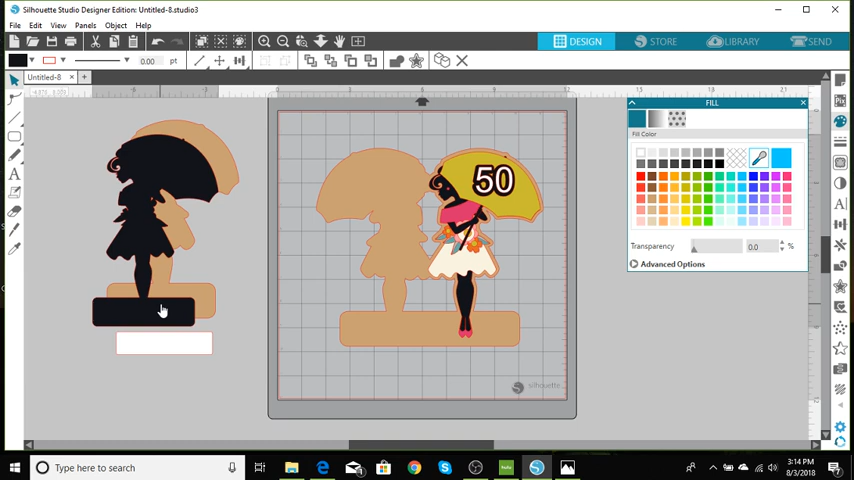 Silhouette Studio Designer Edition: Untitled-8.studio3
File Edit View Panels Object Help
DESIGN STORE LIBRARY SEND
0.00 pt
Untitled-8
FILL
Fill Color
50
Transparency 0.0 %
Advanced Options
silhouette
Type here to search
hulu
3:14 PM
8/3/2018